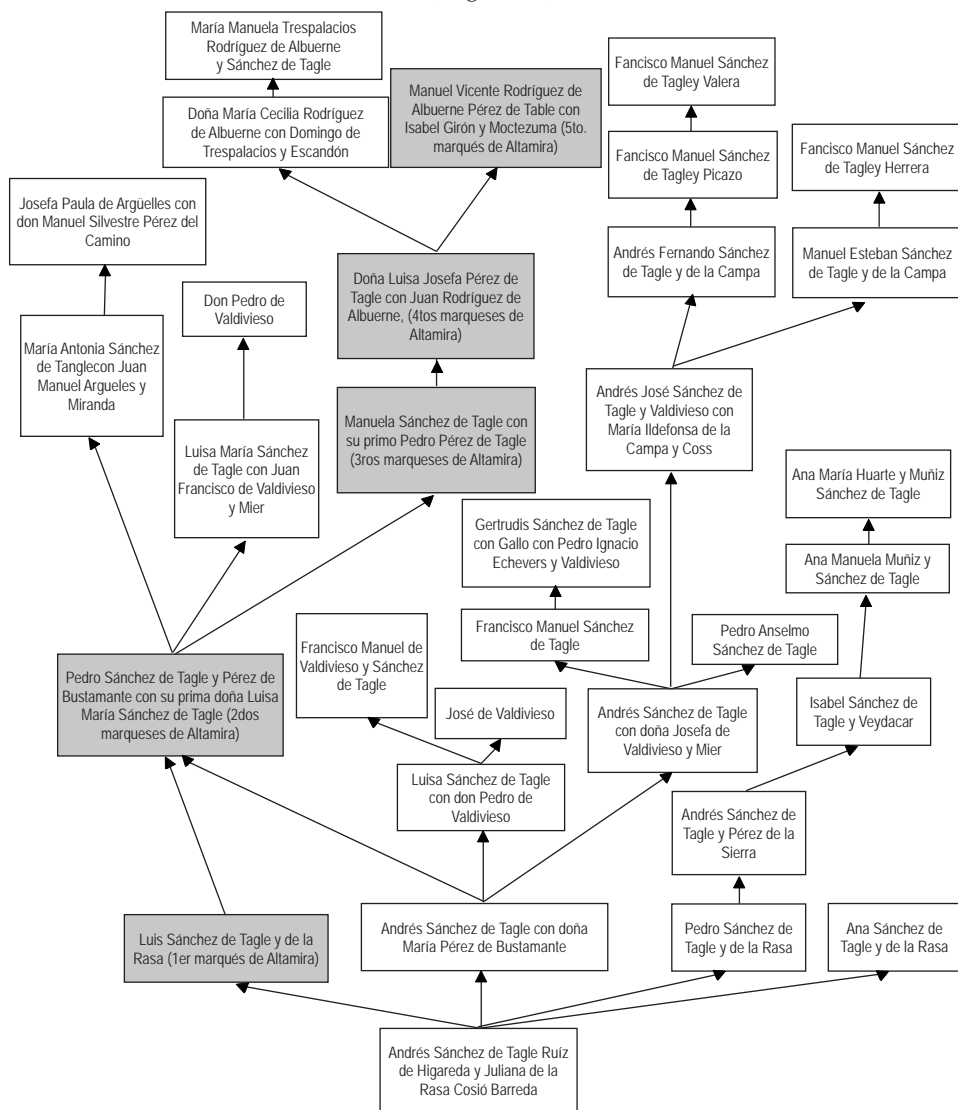 María Manuela Trespalacios
Rodríguez de Albuerne
y Sánchez de Tagle
Manuel Vicente Rodríguez de
Albuerne Pérez de Table con
Isabel Girón y Moctezuma (5to.
marqués de Altamira)
Fancisco Manuel Sánchez
de Tagley Valera
Doña María Cecilia Rodríguez
de Albuerne con Domingo de
Trespalacios y Escandón
Fancisco Manuel Sánchez
de Tagley Picazo
Fancisco Manuel Sánchez
de Tagley Herrera
Josefa Paula de Argüelles con
don Manuel Silvestre Pérez del
Camino
Doña Luisa Josefa Pérez de
Tagle con Juan Rodríguez de
Albuerne, (4tos marqueses de
Altamira)
Andrés Fernando Sánchez
de Tagle y de la Campa
Manuel Esteban Sánchez
de Tagle y de la Campa
Don Pedro de
Valdivieso
María Antonia Sánchez
de Tanglecon Juan
Manuel Argueles y
Miranda
Manuela Sánchez de Tagle con
su primo Pedro Pérez de Tagle
(3ros marqueses de Altamira)
Andrés José Sánchez de
Tagle y Valdivieso con
María Ildefonsa de la
Campa y Coss
Luisa María Sánchez
de Tagle con Juan
Francisco de Valdivieso
y Mier
Ana María Huarte y Muñiz
Sánchez de Tagle
Gertrudis Sánchez de Tagle
con Gallo con Pedro Ignacio
Echevers y Valdivieso
Ana Manuela Muñiz y
Sánchez de Tagle
Francisco Manuel Sánchez
de Tagle
Pedro Anselmo
Sánchez de Tagle
Francisco Manuel de
Valdivieso y Sánchez
de Tagle
Pedro Sánchez de Tagle y Pérez de
Bustamante con su prima doña Luisa
María Sánchez de Tagle (2dos
marqueses de Altamira)
José de Valdivieso
Andrés Sánchez de Tagle
con doña Josefa de
Valdivieso y Mier
Isabel Sánchez de
Tagle y Veydacar
Luisa Sánchez de Tagle
con don Pedro de
Valdivieso
Andrés Sánchez de
Tagle y Pérez de la
Sierra
Luis Sánchez de Tagle y de la
Rasa (1er marqués de Altamira)
Andrés Sánchez de Tagle con doña
María Pérez de Bustamante
Pedro Sánchez de
Tagle y de la Rasa
Ana Sánchez de
Tagle y de la Rasa
Andrés Sánchez de Tagle Ruíz
de Higareda y Juliana de la
Rasa Cosió Barreda